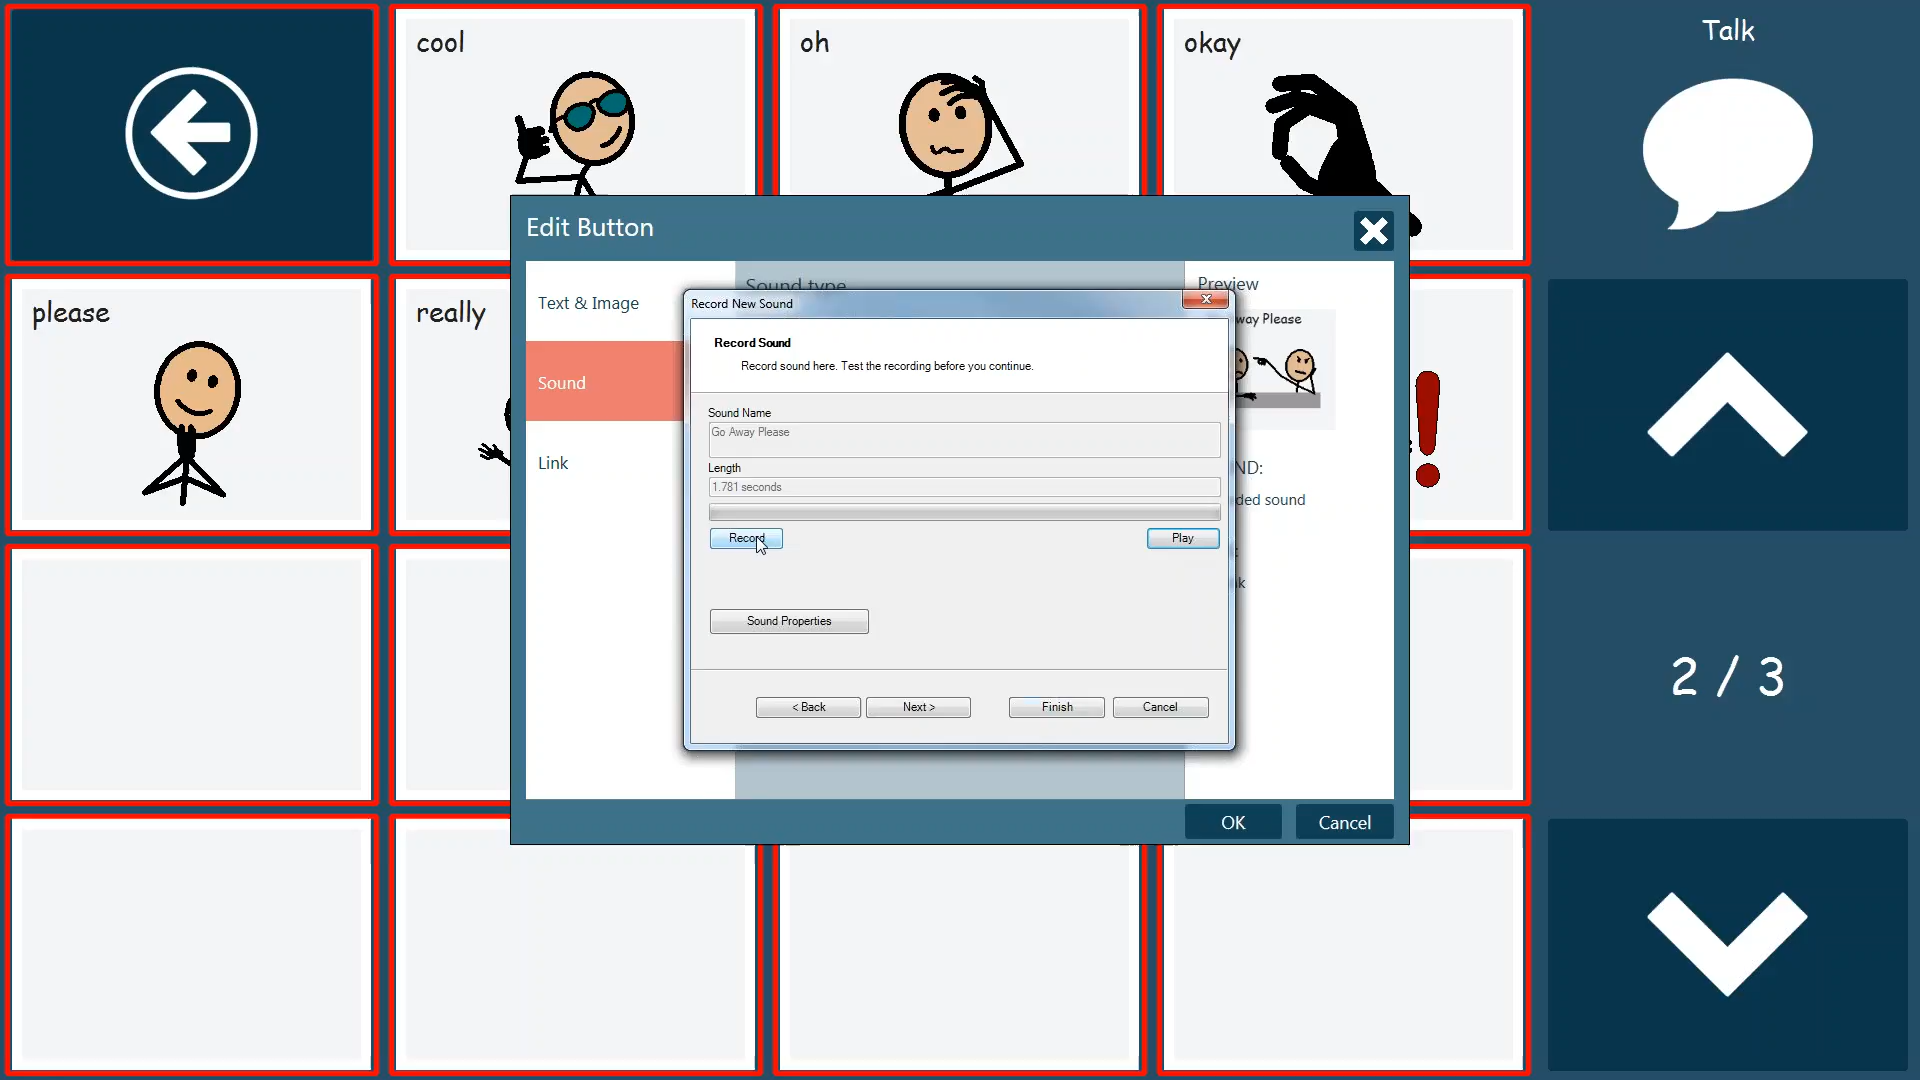 cool
oh
okay
Talk
please
really
Edit Button
Text & Image
Sound
Link
Sound type
Preview
Record New Sound
Record Sound
Record sound here. Test the recording before you continue.
Sound Name
Go Away Please
Length
1.781 seconds
Record
Play
Sound Properties
< Back
Next >
Finish
Cancel
way Please
ND:
ded sound
k
OK
Cancel
2 / 3